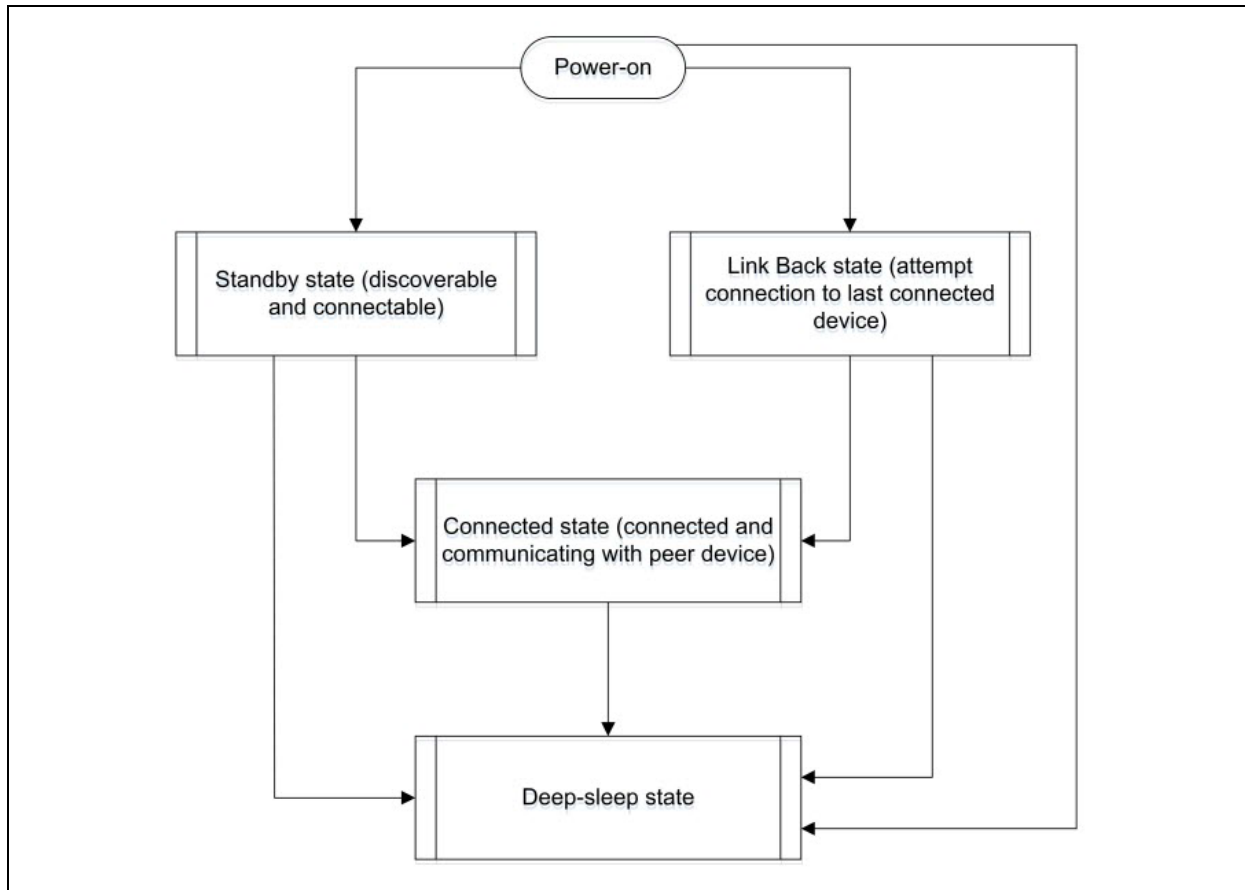 Power-on
Standby state (discoverable
and connectable)
Link Back state (attempt
connection to last connected
device)
Connected state (connected and
communicating with peer device)
Deep-sleep state